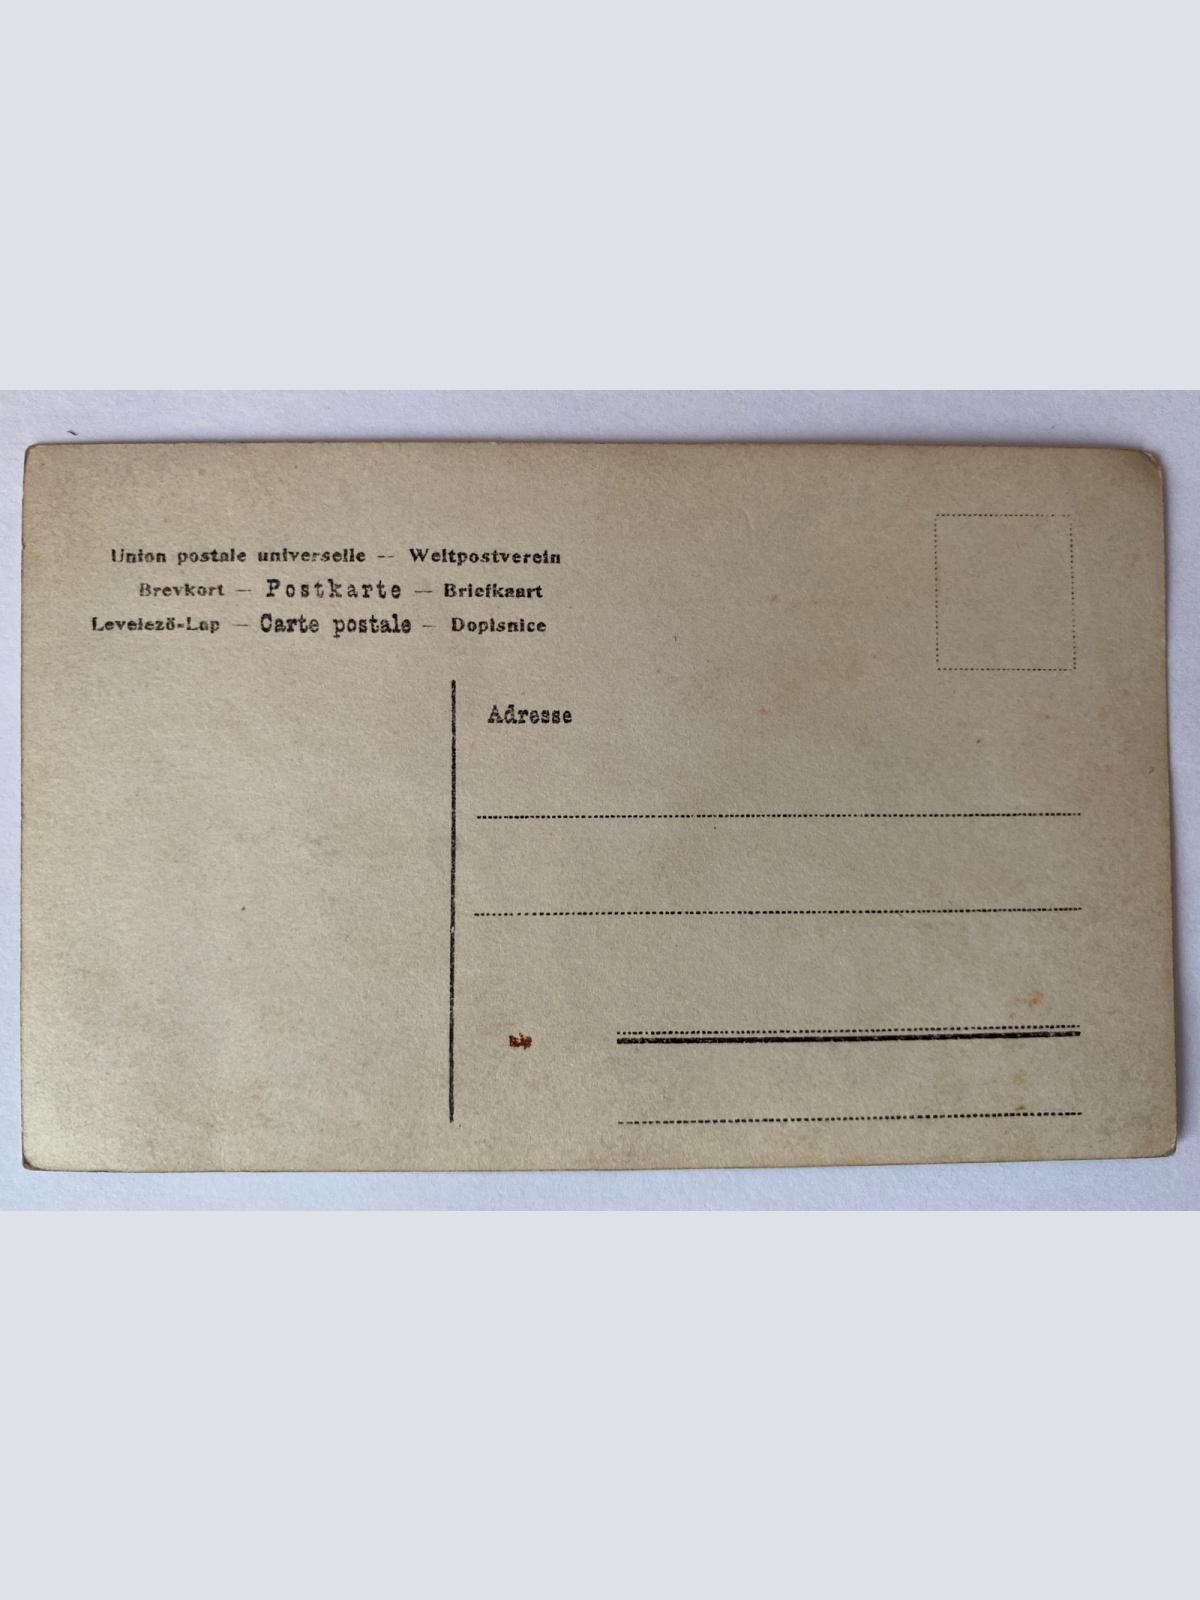 Union postale universelle -- Weltpostverein
Brevkort — Postkarte — Briefkaart
Levelezö-Lap — Carte postale — Dopisnice
Adresse